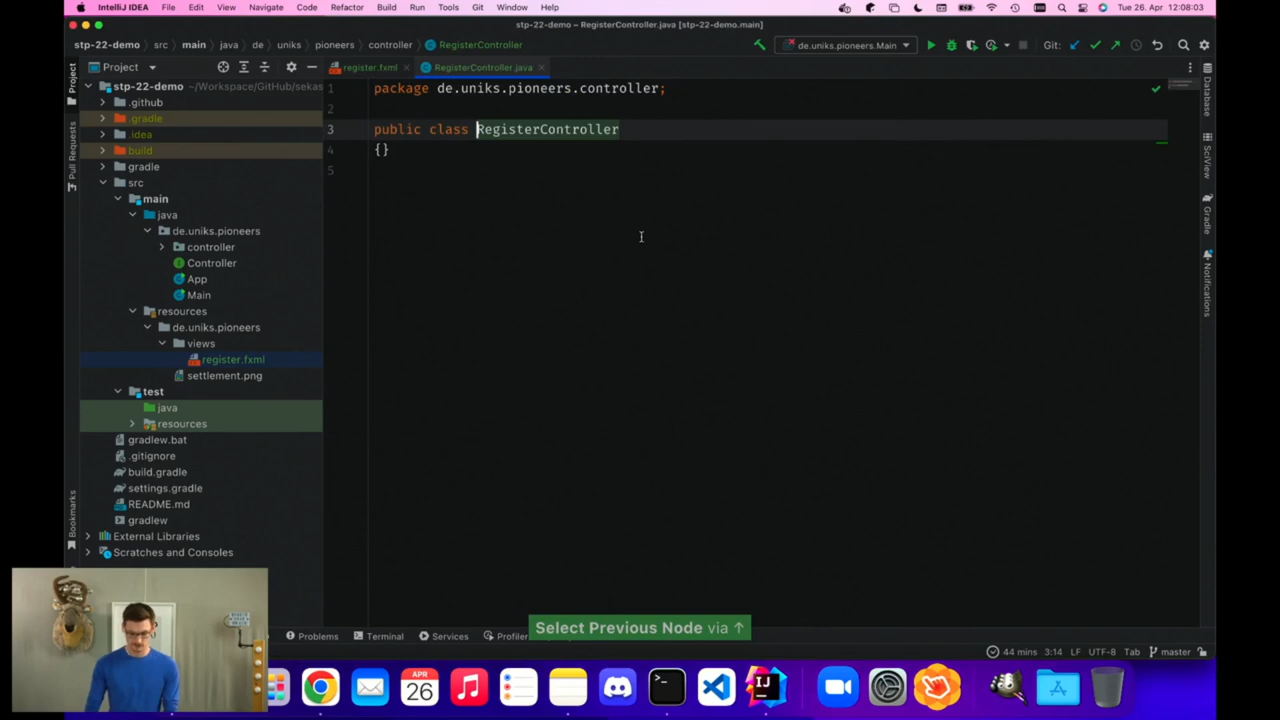 IntelliJ IDEA File Edit View Navigate Code Refactor Build Run Tools Git Window Help Tue 26. Apr 12:08:03
stp-22-demo – RegisterController.java [stp-22-demo.main]
stp-22-demo src main java de uniks pioneers controller RegisterController de.uniks.pioneers.Main Git:
Project register.fxml RegisterController.java
Project
Pull Requests
Bookmarks
stp-22-demo ~/Workspace/GitHub/sekas
.github
.gradle
.idea
build
gradle
src
main
java
de.uniks.pioneers
controller
Controller
App
Main
resources
de.uniks.pioneers
views
register.fxml
settlement.png
test
java
resources
gradlew.bat
.gitignore
build.gradle
settings.gradle
README.md
gradlew
External Libraries
Scratches and Consoles
1 package de.uniks.pioneers.controller;
2
3 public class RegisterController
4 {}
5
Database
SciView
Gradle
Notifications
Select Previous Node via ↑
Problems Terminal Services Profiler
44 mins 3:14 LF UTF-8 Tab master
APR
26